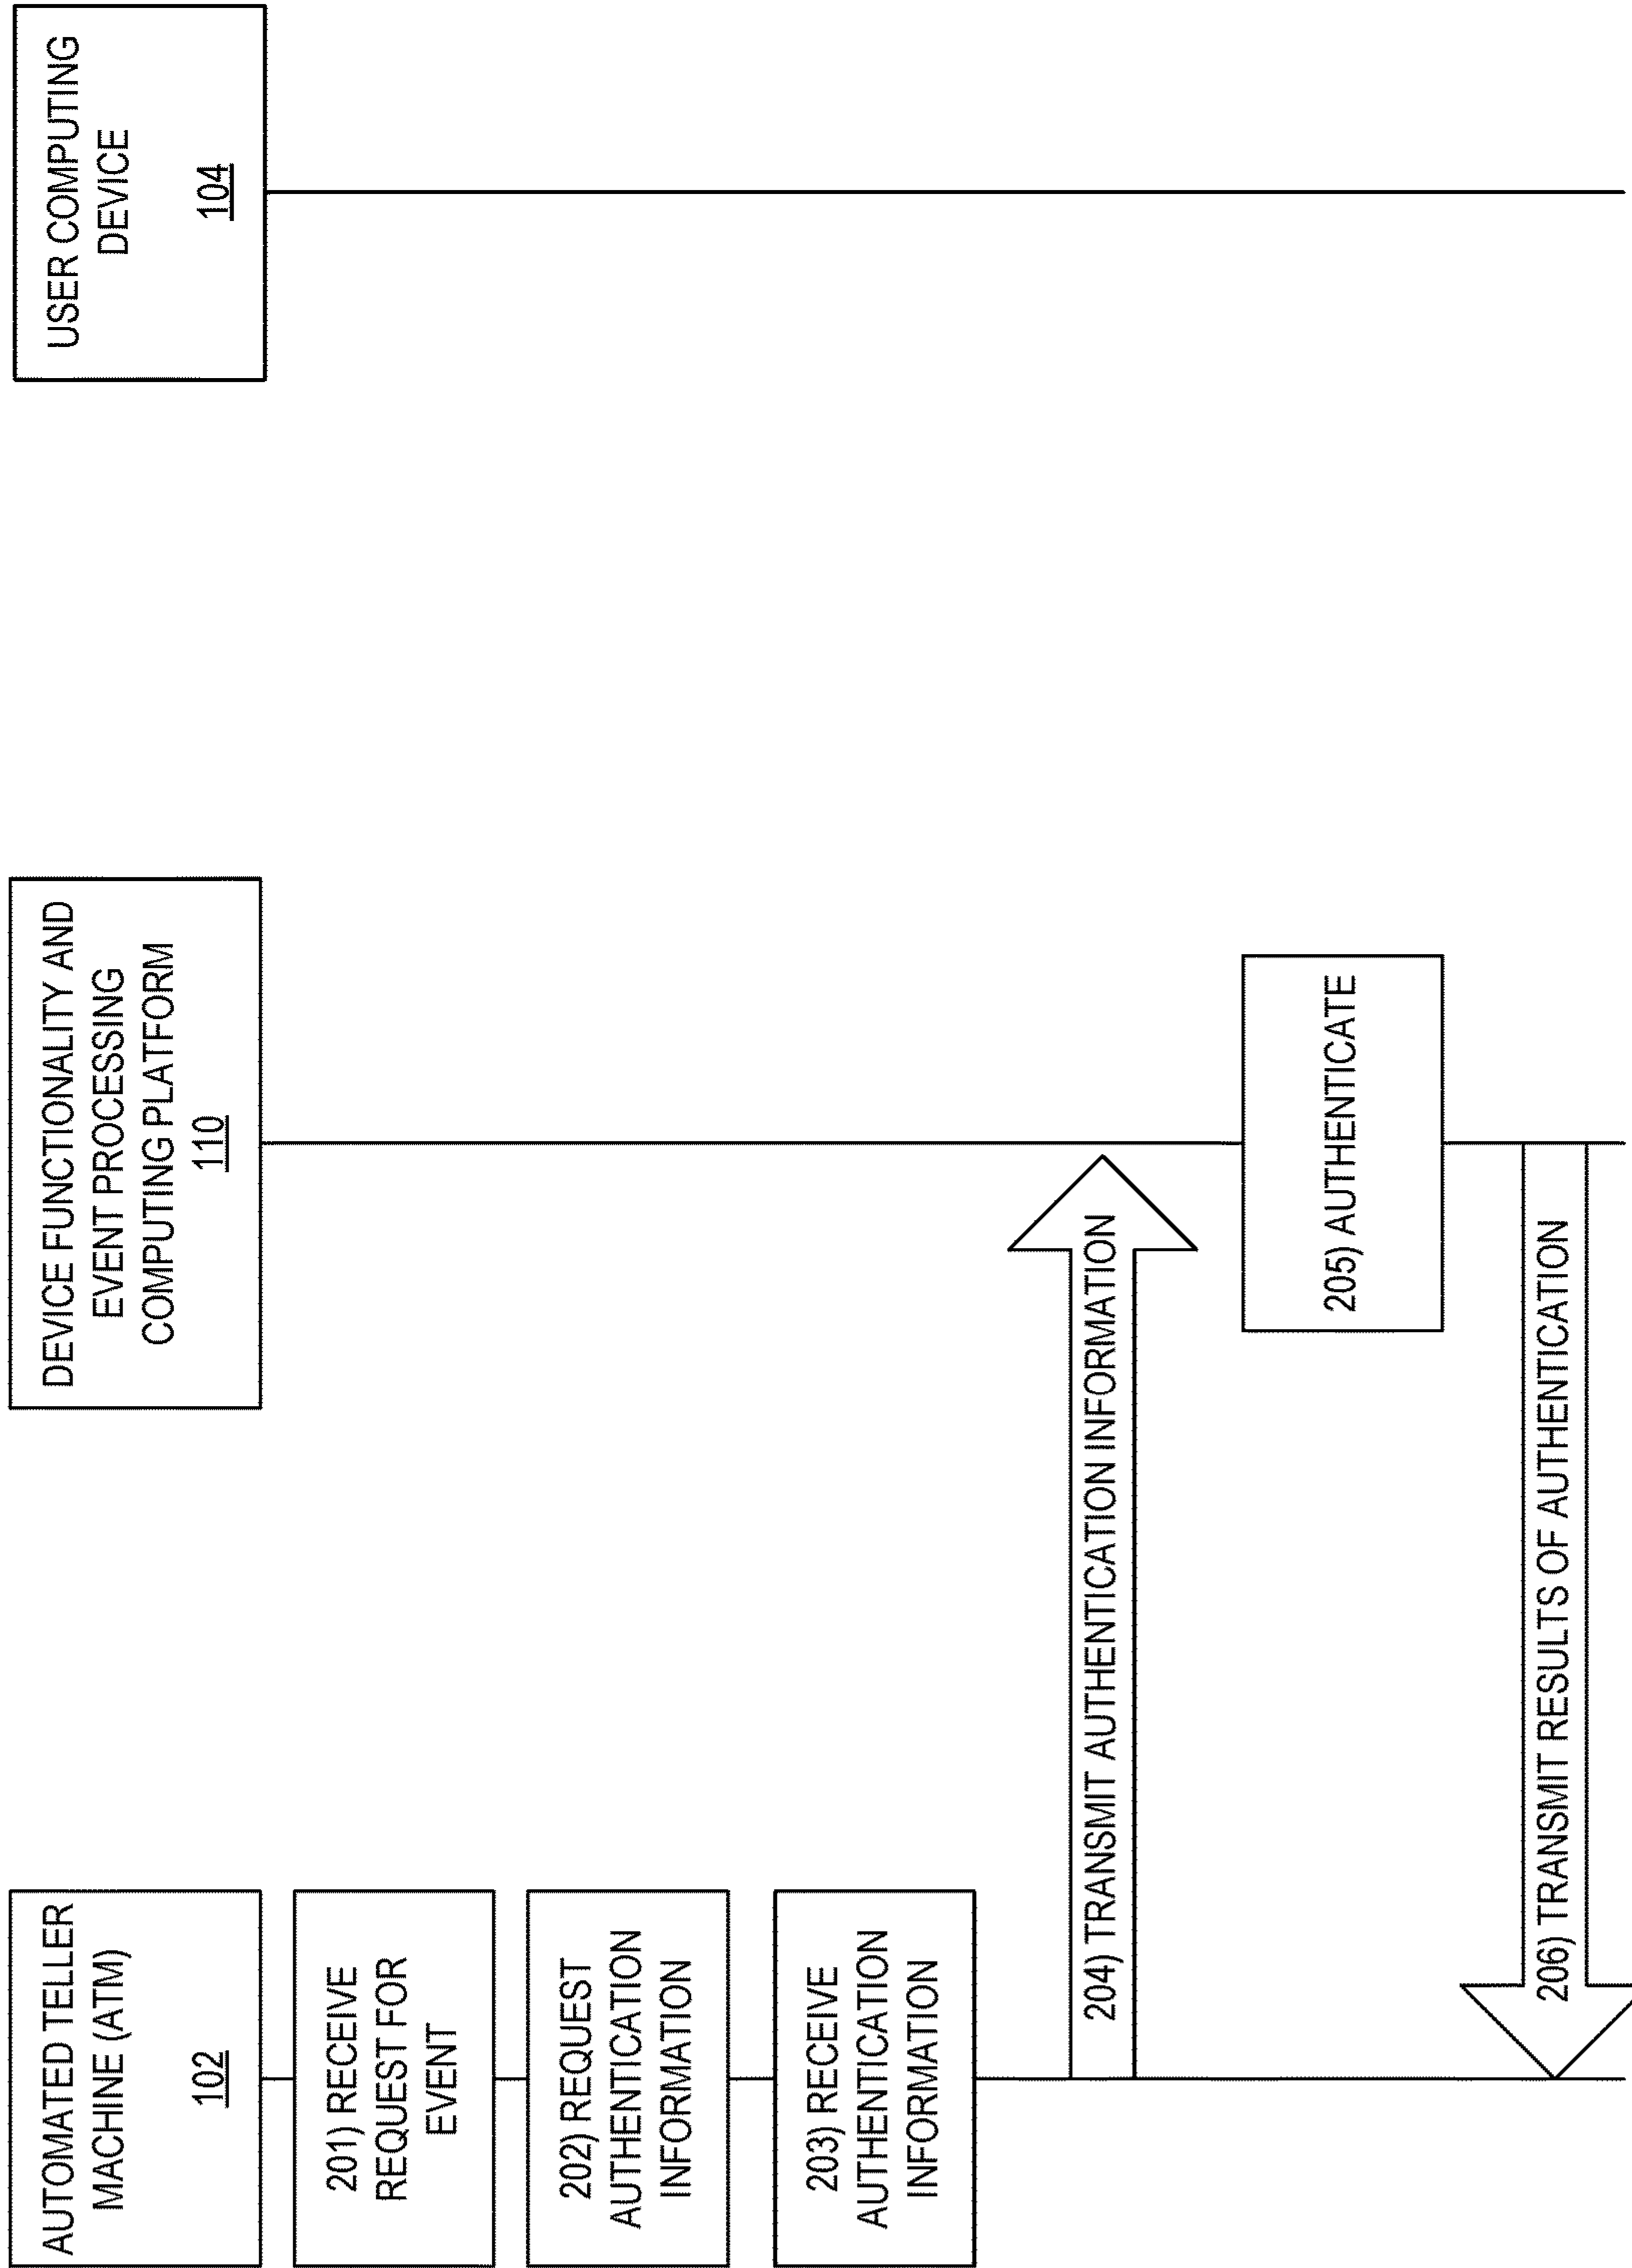 AUTOMATED TELLER
MACHINE (ATM)
102
DEVICE FUNCTIONALITY AND
EVENT PROCESSING
COMPUTING PLATFORM
110
USER COMPUTING
DEVICE
104
201) RECEIVE
REQUEST FOR
EVENT
202) REQUEST
AUTHENTICATION
INFORMATION
203) RECEIVE
AUTHENTICATION
INFORMATION
204) TRANSMIT AUTHENTICATION INFORMATION
205) AUTHENTICATE
206) TRANSMIT RESULTS OF AUTHENTICATION